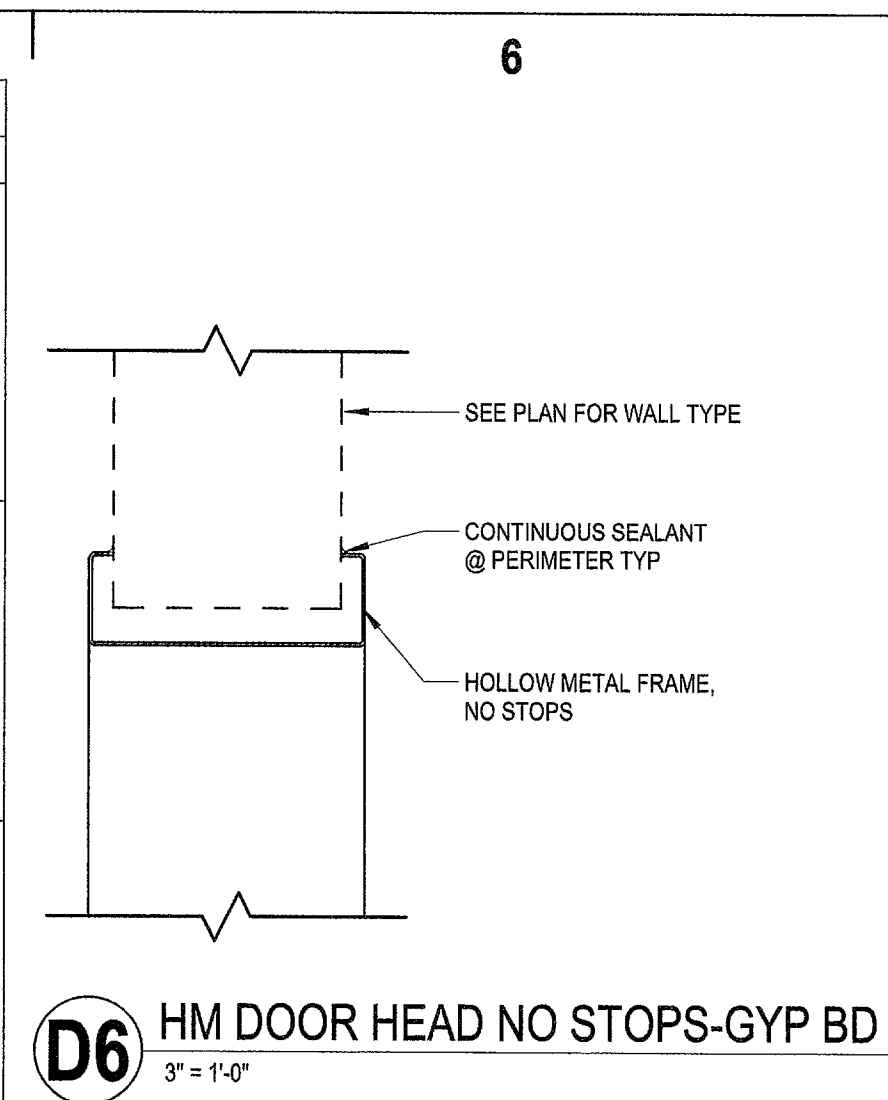 6
SEE PLAN FOR WALL TYPE
CONTINUOUS SEALANT
@ PERIMETER TYP
HOLLOW METAL FRAME,
NO STOPS
D6
HM DOOR HEAD NO STOPS-GYP BD
3" = 1'-0"